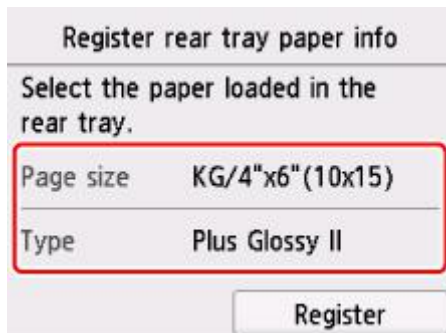 Register rear tray paper info
Select the paper loaded in the
rear tray.
Page size KG/4"x6"(10x15)
Type Plus Glossy II
Register